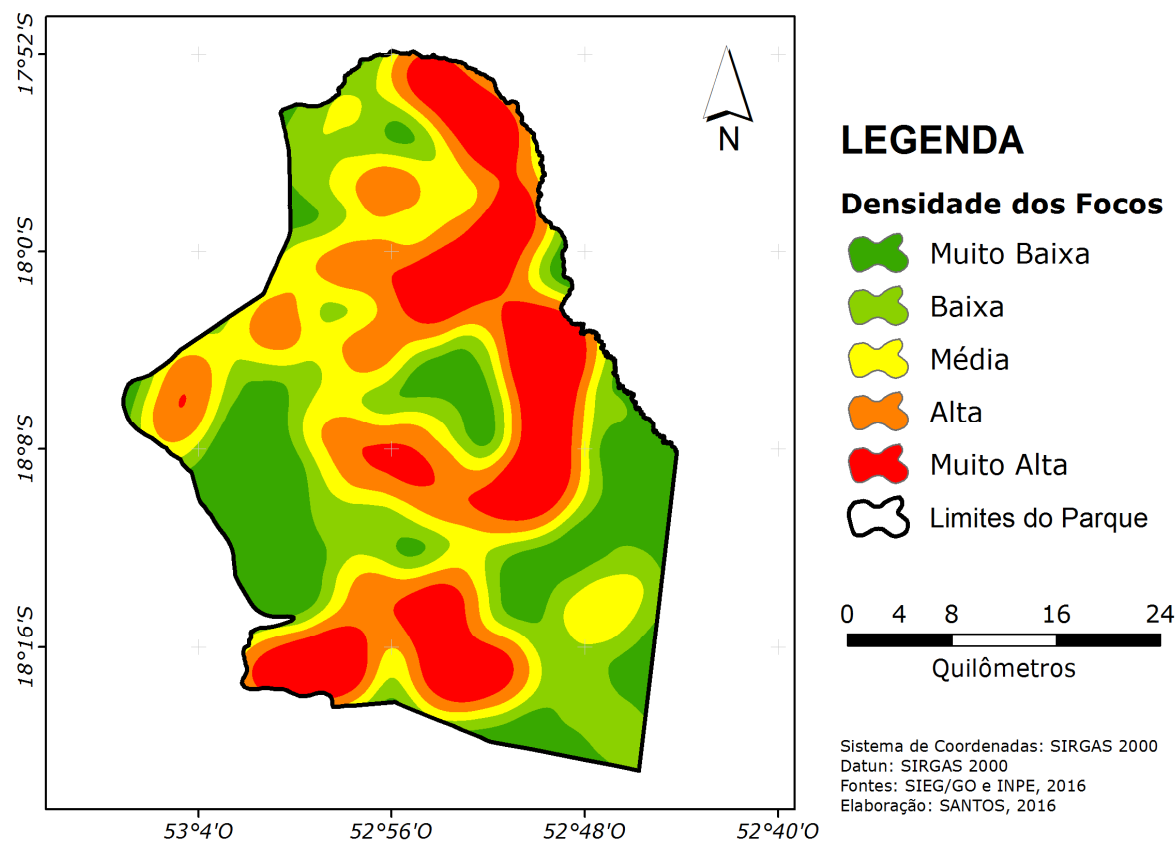 17°52'S
18°0'S
18°8'S
18°16'S
53°4'O
52°56'O
52°48'O
52°40'O
N
LEGENDA
Densidade dos Focos
Muito Baixa
Baixa
Média
Alta
Muito Alta
Limites do Parque
0 4 8 16 24
Quilômetros
Sistema de Coordenadas: SIRGAS 2000
Datun: SIRGAS 2000
Fontes: SIEG/GO e INPE, 2016
Elaboração: SANTOS, 2016